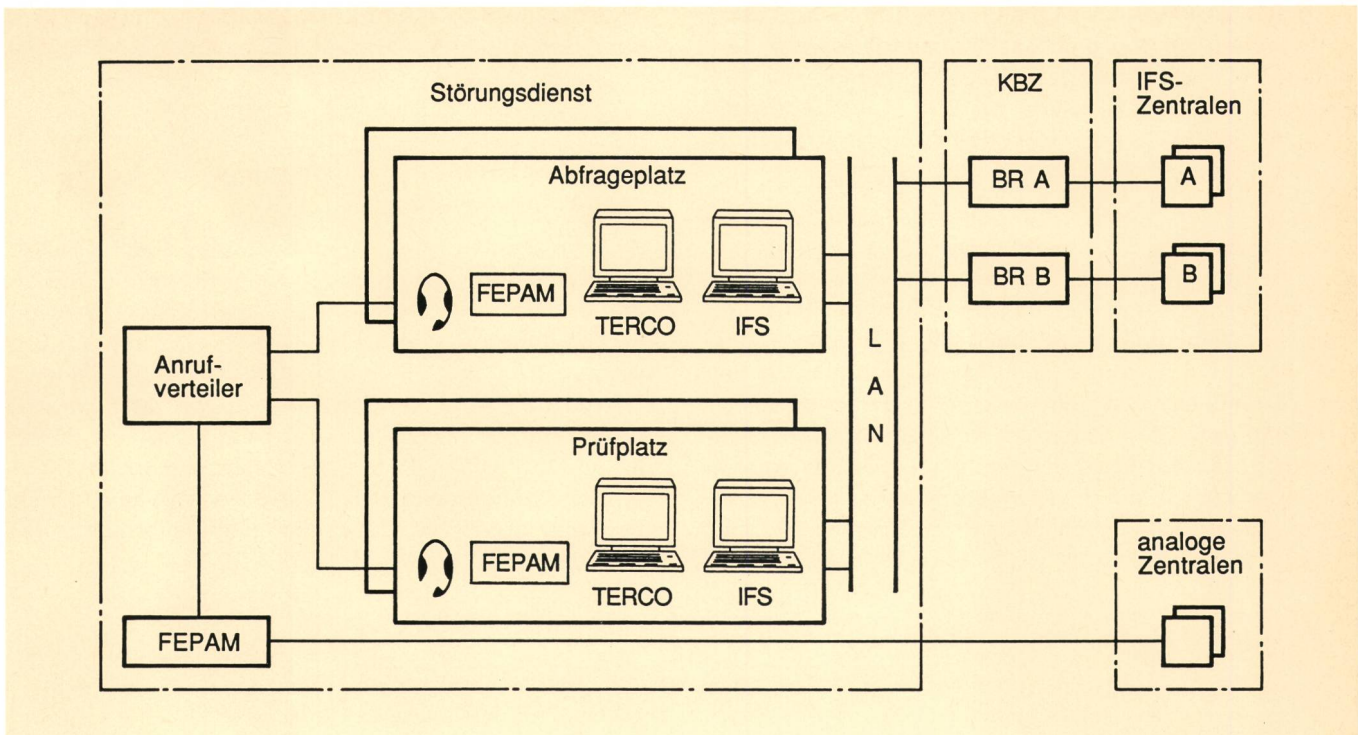 Störungsdienst
KBZ
IFS-
Zentralen
Abfrageplatz
FEPAM
TERCO
IFS
BR A
A
BR B
B
L
A
N
Anruf-
verteiler
Prüfplatz
FEPAM
TERCO
IFS
analoge
Zentralen
FEPAM